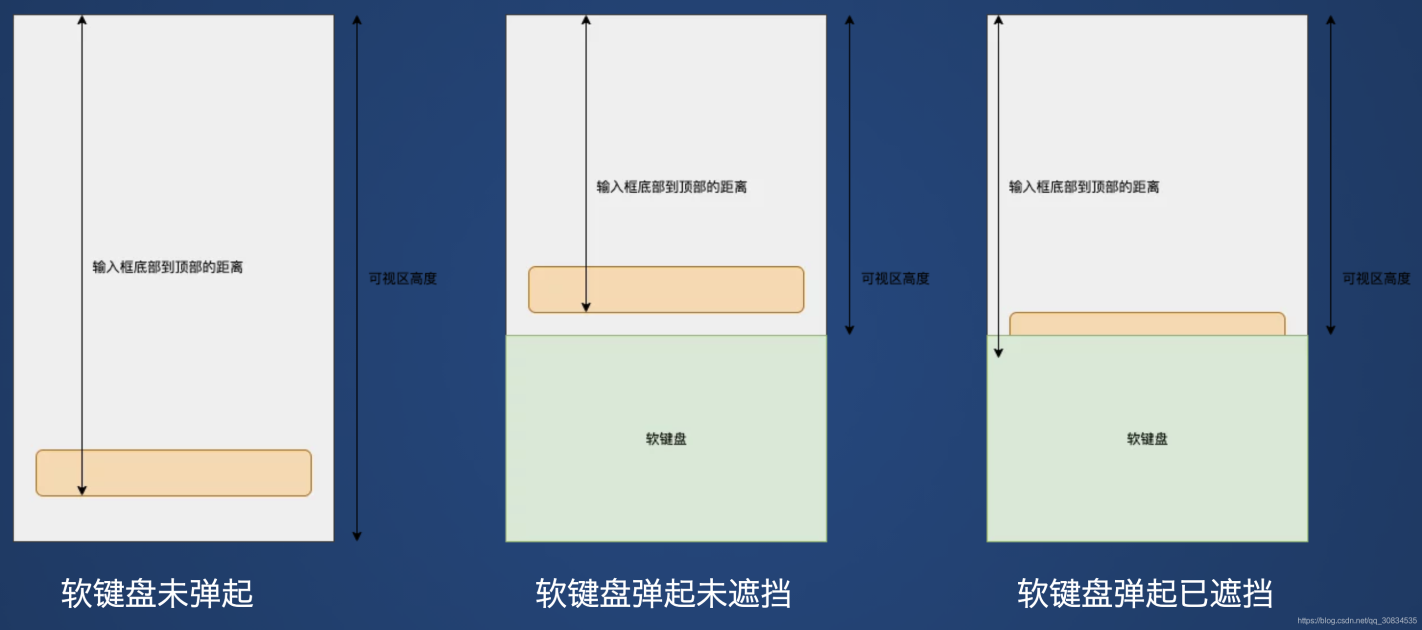 输入框底部到顶部的距离
可视区高度
软键盘未弹起
输入框底部到顶部的距离
可视区高度
软键盘
软键盘弹起未遮挡
输入框底部到顶部的距离
可视区高度
软键盘
软键盘弹起已遮挡
https://blog.csdn.net/qq_30834535